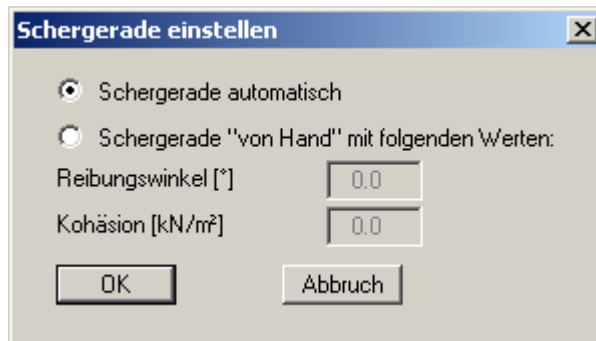 Schergerade einstellen
Schergerade automatisch
Schergerade "von Hand" mit folgenden Werten:
Reibungswinkel [°] 0.0
Kohäsion [kN/m²] 0.0
OK Abbruch